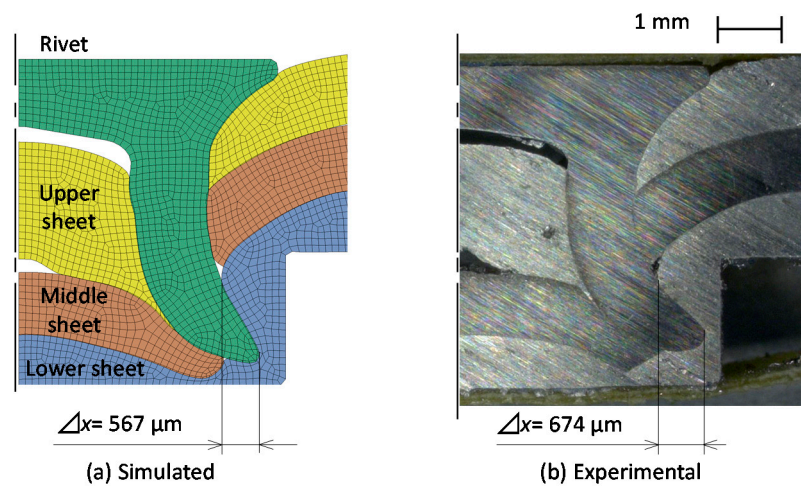 Rivet
Upper
sheet
Middle
sheet
Lower sheet
⊿x= 567 µm
(a) Simulated
1 mm
⊿x= 674 µm
(b) Experimental